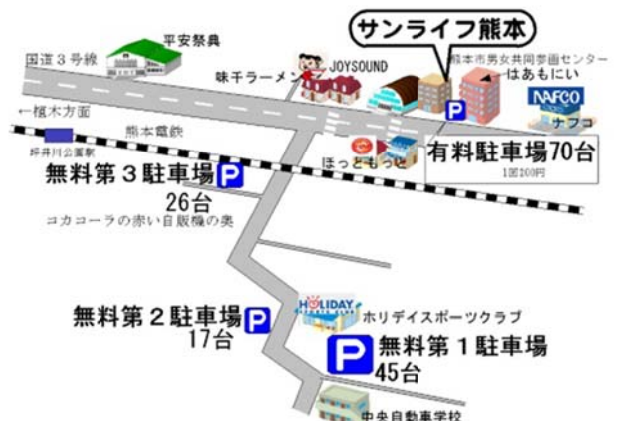 サンライフ熊本
平安祭典
国道３号線
味千ラーメン
JOYSOUND
熊本市男女共同参画センター
はあもにい
NAFCO
ナフコ
←植木方面
熊本電鉄
坪井川公園駅
ほっともっと
有料駐車場70台
1回200円
無料第３駐車場 P
26台
コカコーラの赤い自販機の奥
P
無料第２駐車場 P
17台
HOLIDAY
SPORTS CLUB
ホリデイスポーツクラブ
P 無料第１駐車場
45台
中央自動車学校